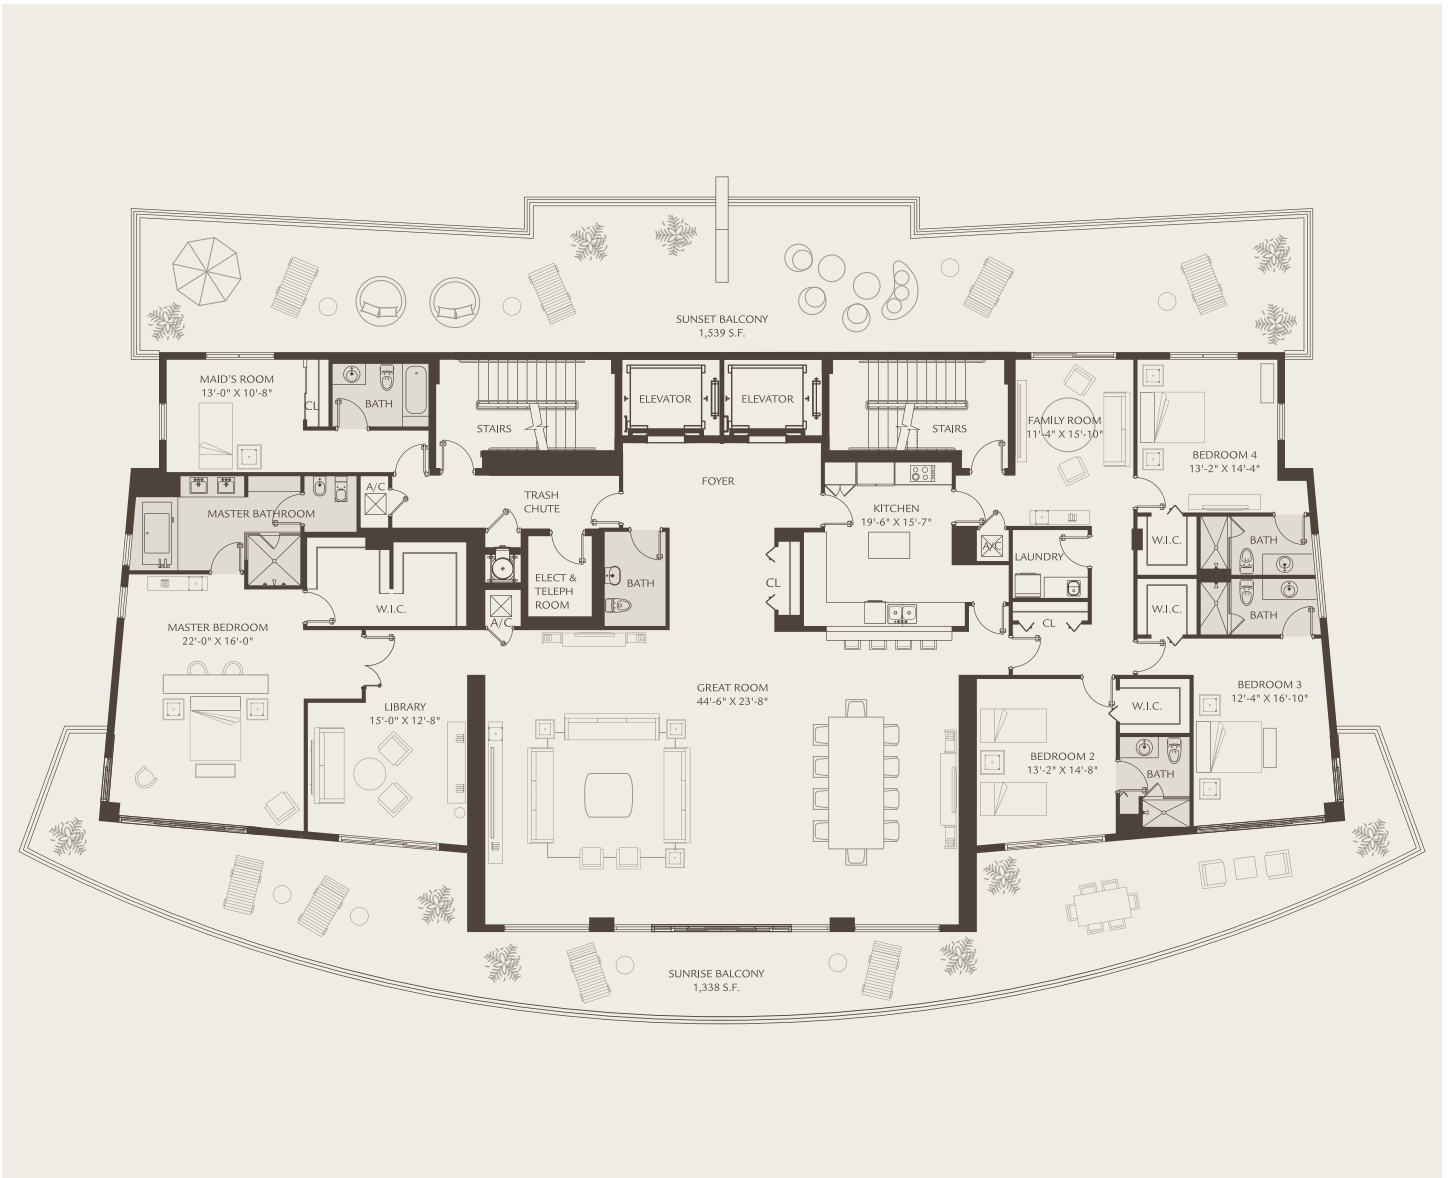 SUNSET BALCONY
1,539 S.F.
MAID'S ROOM
13'-0" X 10'-8"
CL
BATH
STAIRS
ELEVATOR
ELEVATOR
STAIRS
FAMILY ROOM
11'-4" X 15'-10"
BEDROOM 4
13'-2" X 14'-4"
A/C
MASTER BATHROOM
TRASH
CHUTE
FOYER
KITCHEN
19'-6" X 15'-7"
A/C
LAUNDRY
W.I.C.
BATH
ELECT &
TELEPH
ROOM
BATH
CL
W.I.C.
A/C
CL
W.I.C.
BATH
MASTER BEDROOM
22'-0" X 16'-0"
LIBRARY
15'-0" X 12'-8"
GREAT ROOM
44'-6" X 23'-8"
W.I.C.
BEDROOM 3
12'-4" X 16'-10"
BEDROOM 2
13'-2" X 14'-8"
BATH
SUNRISE BALCONY
1,338 S.F.